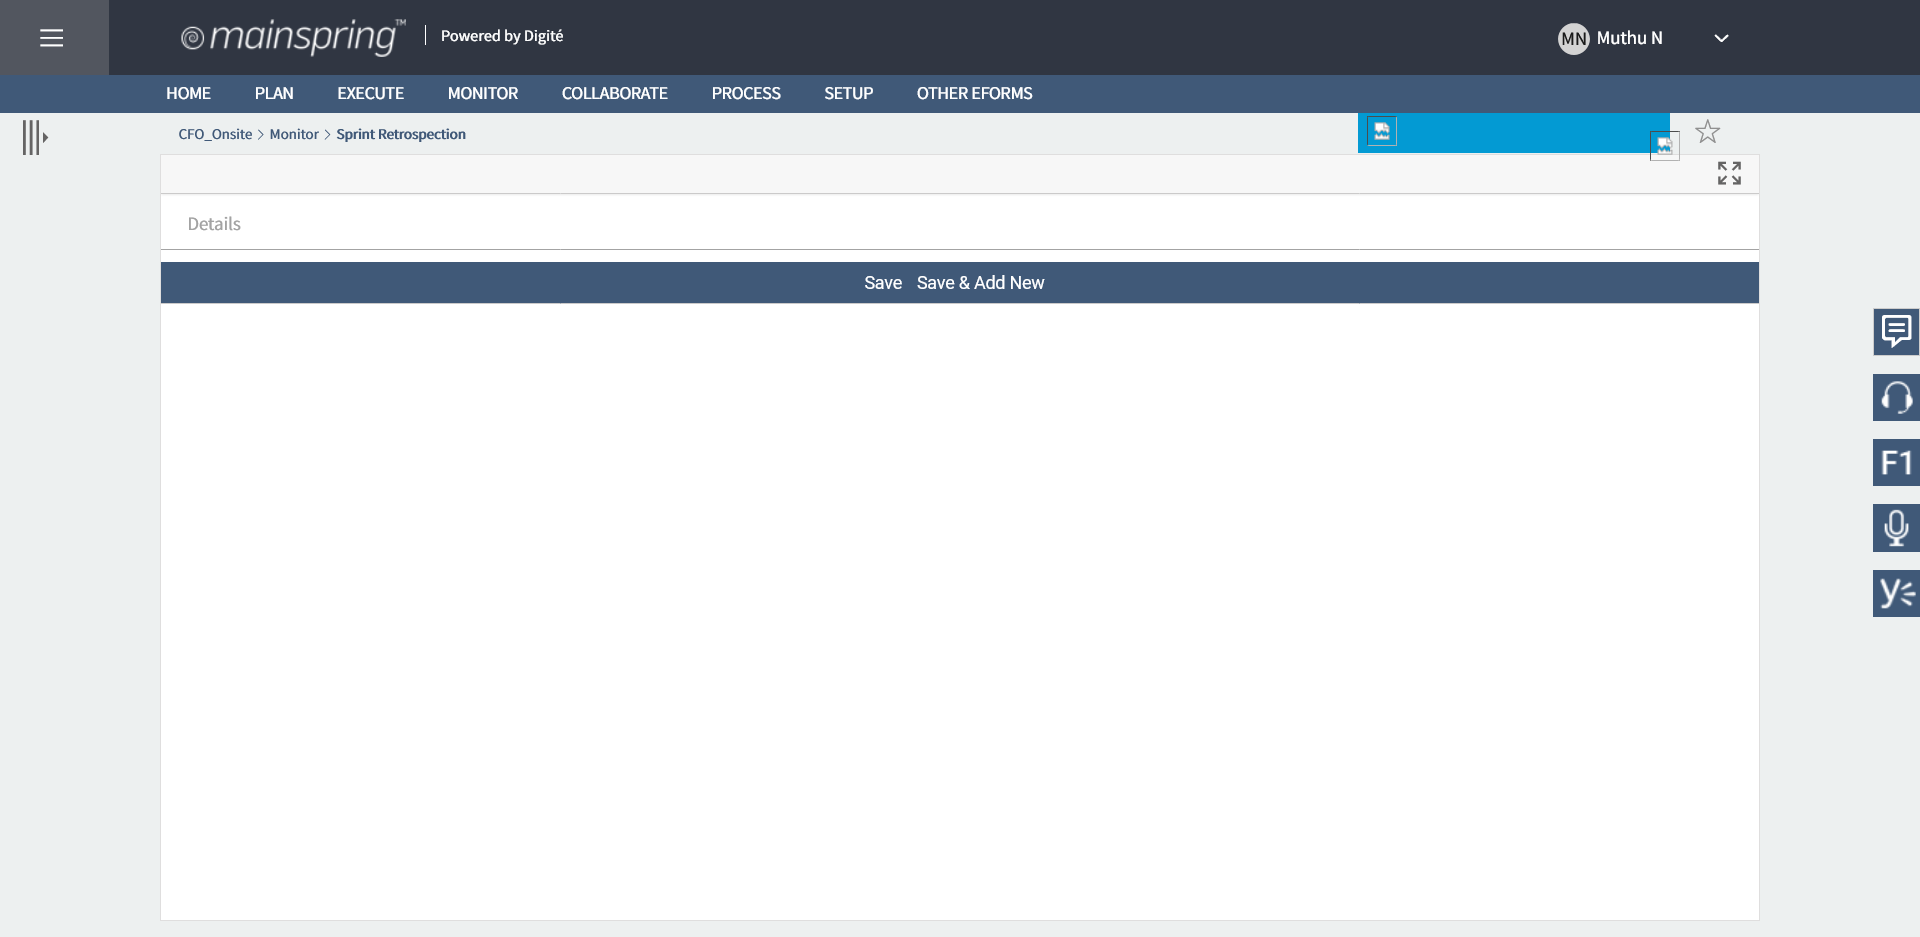 mainspring™ Powered by Digité
MN Muthu N
HOME PLAN EXECUTE MONITOR COLLABORATE PROCESS SETUP OTHER EFORMS
CFO_Onsite > Monitor > Sprint Retrospection
Details
Save Save & Add New
F1